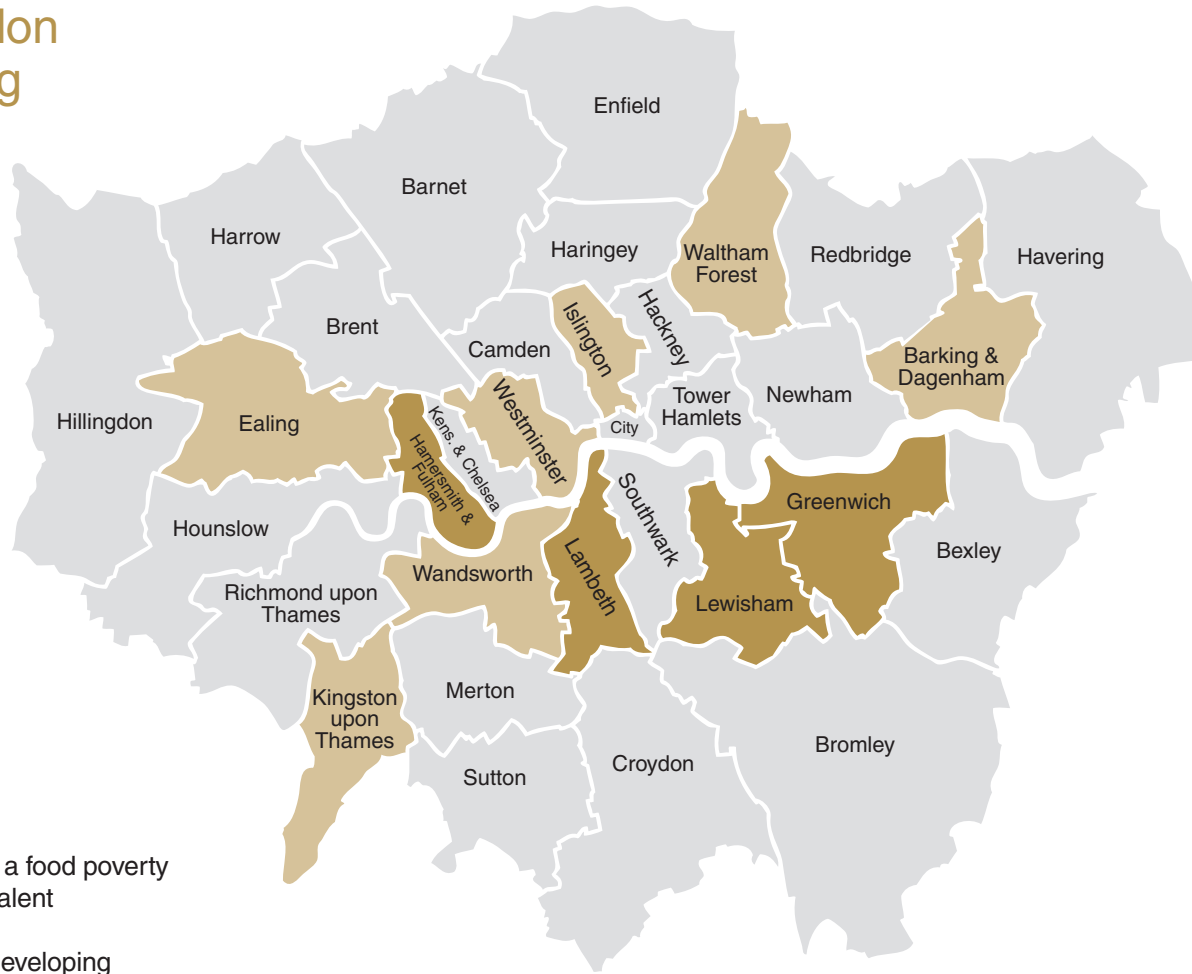 don
g
Enfield
Barnet
Harrow
Haringey
Waltham
Forest
Redbridge
Havering
Brent
Camden
Islington
Hackney
Barking &
Dagenham
Hillingdon
Ealing
Westminster
Tower
Hamlets
Newham
City
Kens. & Chelsea
Hamersmith &
Fulham
Hounslow
Southwark
Greenwich
Bexley
Richmond upon
Thames
Wandsworth
Lambeth
Lewisham
Kingston
upon
Thames
Merton
Bromley
Sutton
Croydon
a food poverty
alent
eveloping